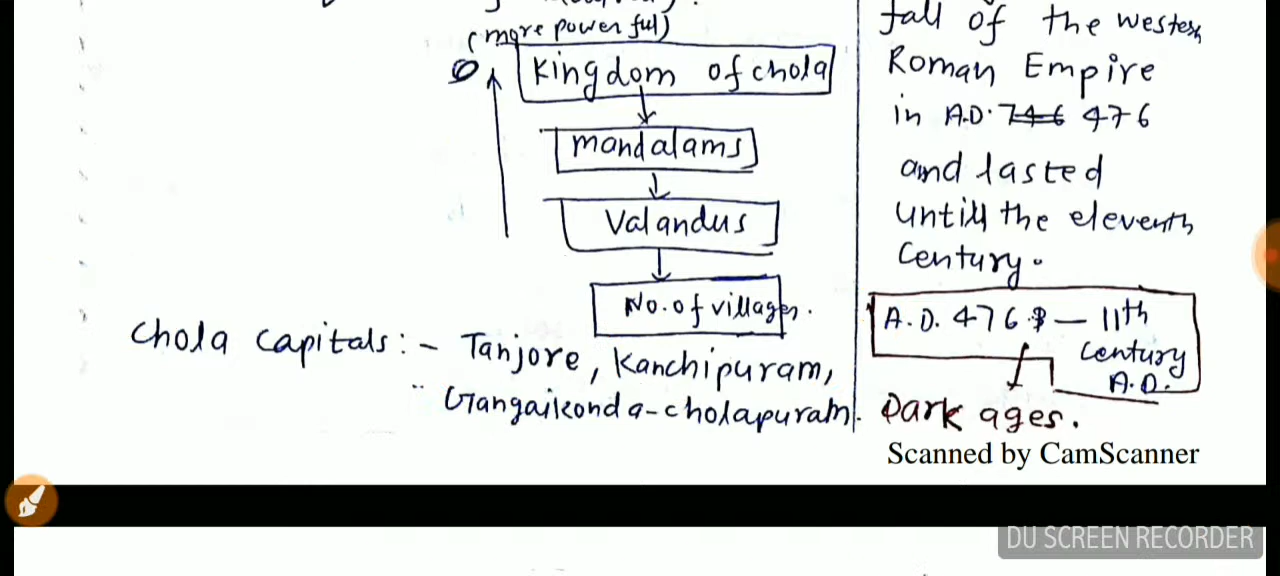 (more powerful)
Kingdom of chola
mandalams
Valandus
No. of villages.
Chola Capitals: - Tanjore, Kanchipuram,
Gangaikonda-cholapuram.
fall of the western
Roman Empire
in A.D. 746 476
and lasted
untill the eleventh
Century.
A.D. 476 - 11th
Century
A.D.
Dark ages.
Scanned by CamScanner
DU SCREEN RECORDER